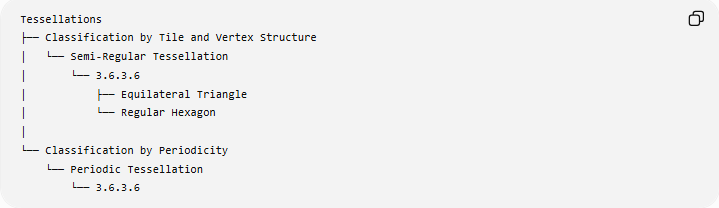 Tessellations
├── Classification by Tile and Vertex Structure
│   └── Semi-Regular Tessellation
│       └── 3.6.3.6
│           ├── Equilateral Triangle
│           └── Regular Hexagon
│
└── Classification by Periodicity
    └── Periodic Tessellation
        └── 3.6.3.6